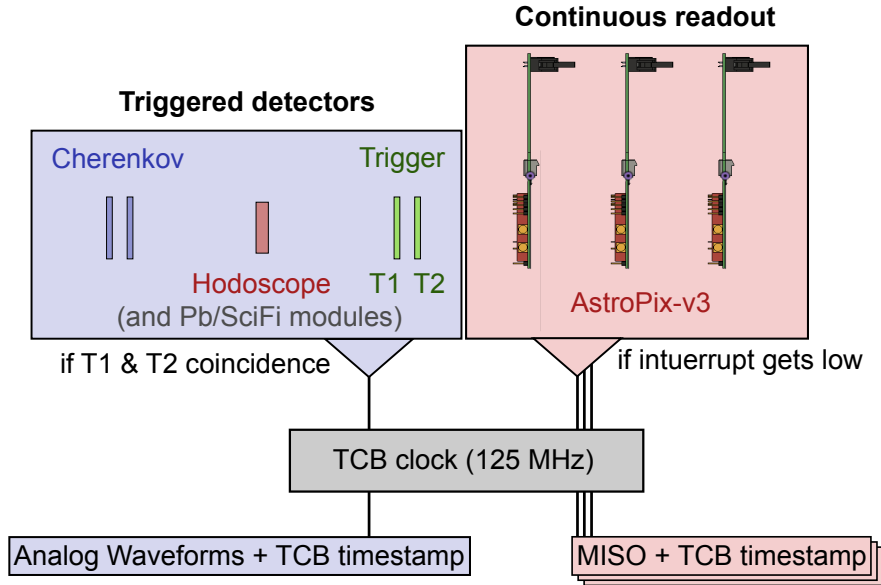 Continuous readout
Triggered detectors
Cherenkov
Trigger
Hodoscope
T1
T2
(and Pb/SciFi modules)
AstroPix-v3
if T1 & T2 coincidence
if intuerrupt gets low
TCB clock (125 MHz)
Analog Waveforms + TCB timestamp
MISO + TCB timestamp